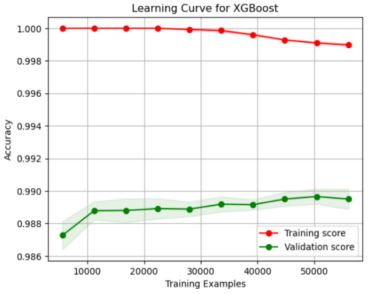 Learning Curve for XGBoost
1.000
0.998
0.996
0.994
0.992
0.990
0.988
0.986
Accuracy
10000 20000 30000 40000 50000
Training Examples
Training score
Validation score